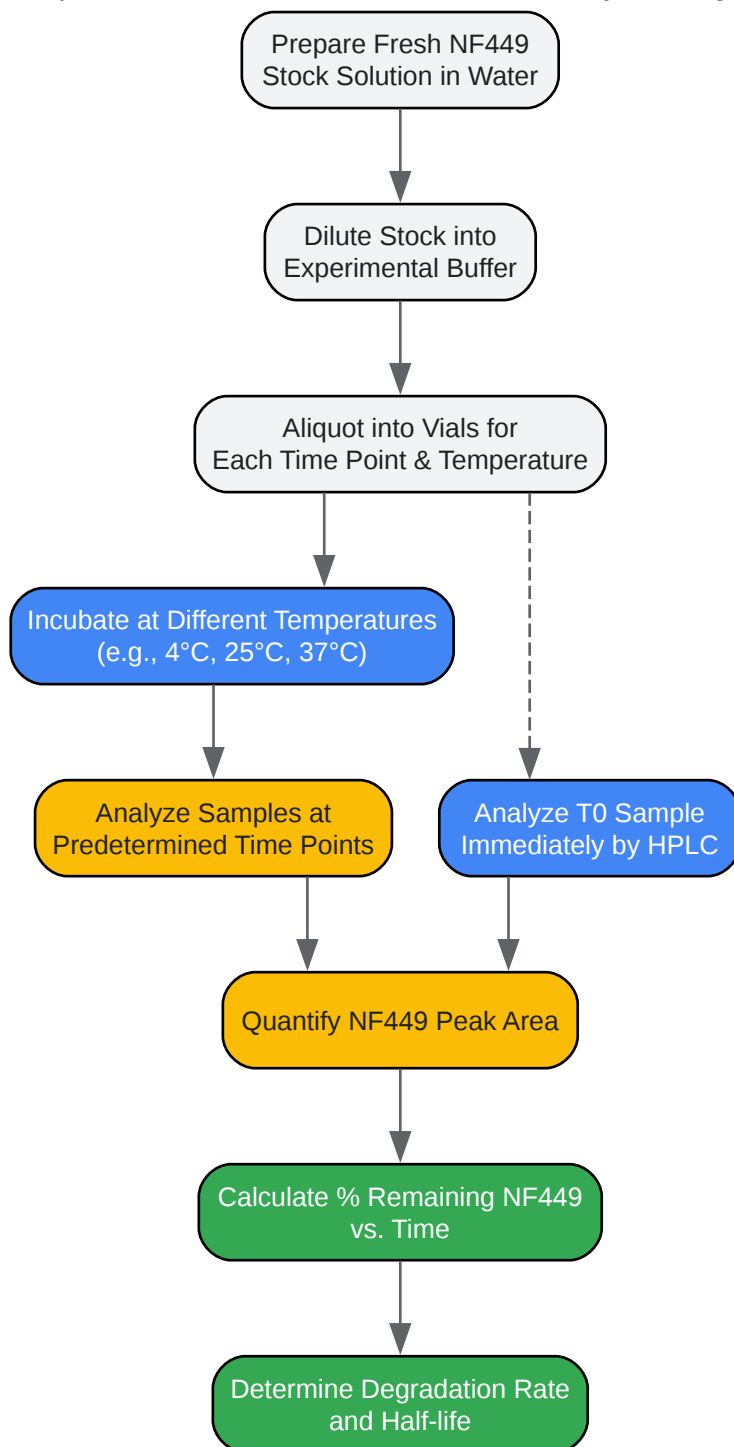 Prepare Fresh NF449
Stock Solution in Water
Dilute Stock into
Experimental Buffer
Aliquot into Vials for
Each Time Point & Temperature
Incubate at Different Temperatures
(e.g., 4°C, 25°C, 37°C)
Analyze Samples at
Predetermined Time Points
Analyze T0 Sample
Immediately by HPLC
Quantify NF449 Peak Area
Calculate % Remaining NF449
vs. Time
Determine Degradation Rate
and Half-life